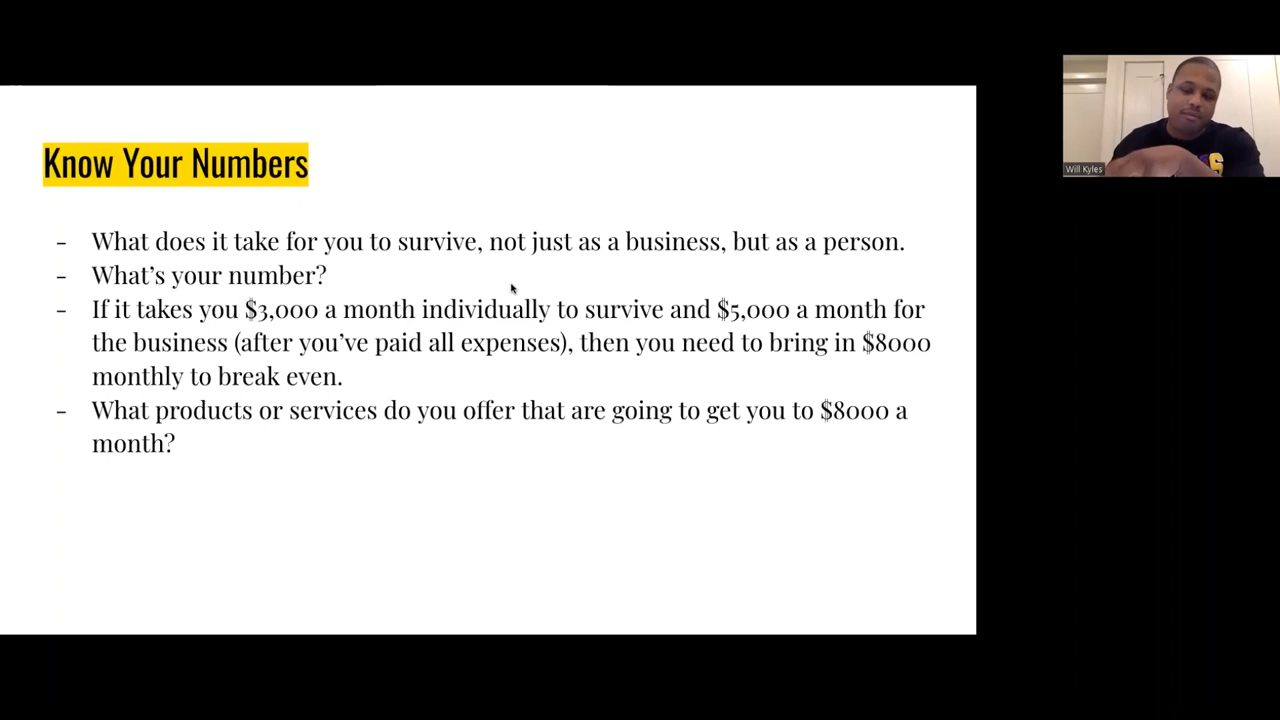 Know Your Numbers
- What does it take for you to survive, not just as a business, but as a person.
- What's your number?
- If it takes you $3,000 a month individually to survive and $5,000 a month for
the business (after you've paid all expenses), then you need to bring in $8000
monthly to break even.
- What products or services do you offer that are going to get you to $8000 a
month?
Will Kyles